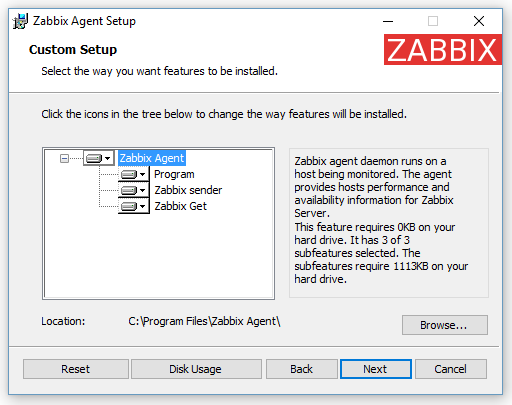 Zabbix Agent Setup
Custom Setup
ZABBIX
Select the way you want features to be installed.
Click the icons in the tree below to change the way features will be installed.
Zabbix Agent
Program
Zabbix sender
Zabbix Get
Zabbix agent daemon runs on a
host being monitored. The agent
provides hosts performance and
availability information for Zabbix
Server.
This feature requires 0KB on your
hard drive. It has 3 of 3
subfeatures selected. The
subfeatures require 1113KB on your
hard drive.
Location: C:\Program Files\Zabbix Agent\
Browse...
Reset Disk Usage Back Next Cancel